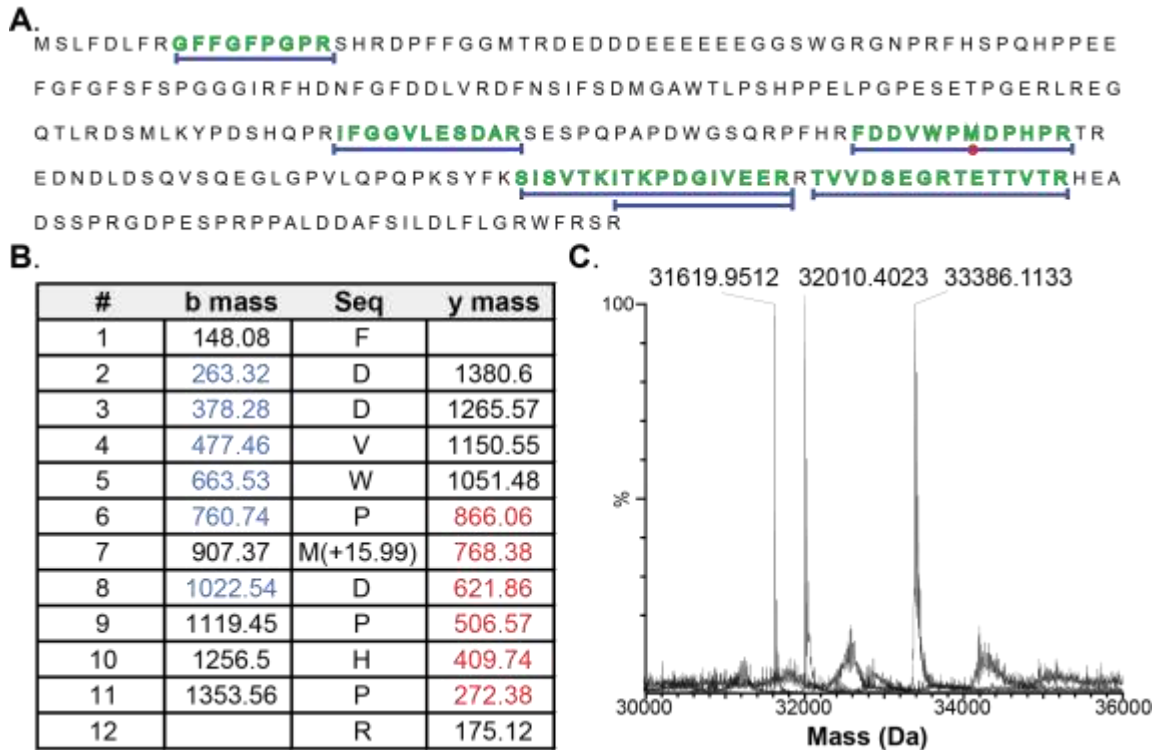 A.
MSLFDLFRGFFGFPGPRSHRDPFFGGMTRDEDDDEEEEEEGGSWGRGNPRFHSPQHPPEE
FGFGFSFSPGGGIRFHDNFGFDDLVRDFNSIFSDMGAWTLPSHPPELPGPESETPGERLREG
QTLRDSMLKYPDSHQPRIFGGVLESDARSESPQPAPDWGSQRPFHRFDDVWPMDPHPRTR
EDNDLDSQVSQEGLGPVLQPQPKSYFKSISVTKITKPDGIVEERRTVVDSEGRTETTVTRHEA
DSSPRGDPESPRPPALDDAFSILDLFLGRWFRSR
B.
# b mass Seq y mass
1 148.08 F
2 263.32 D 1380.6
3 378.28 D 1265.57
4 477.46 V 1150.55
5 663.53 W 1051.48
6 760.74 P 866.06
7 907.37 M(+15.99) 768.38
8 1022.54 D 621.86
9 1119.45 P 506.57
10 1256.5 H 409.74
11 1353.56 P 272.38
12 R 175.12
C.
31619.9512 32010.4023 33386.1133
100
%
30000 32000 34000 36000
Mass (Da)